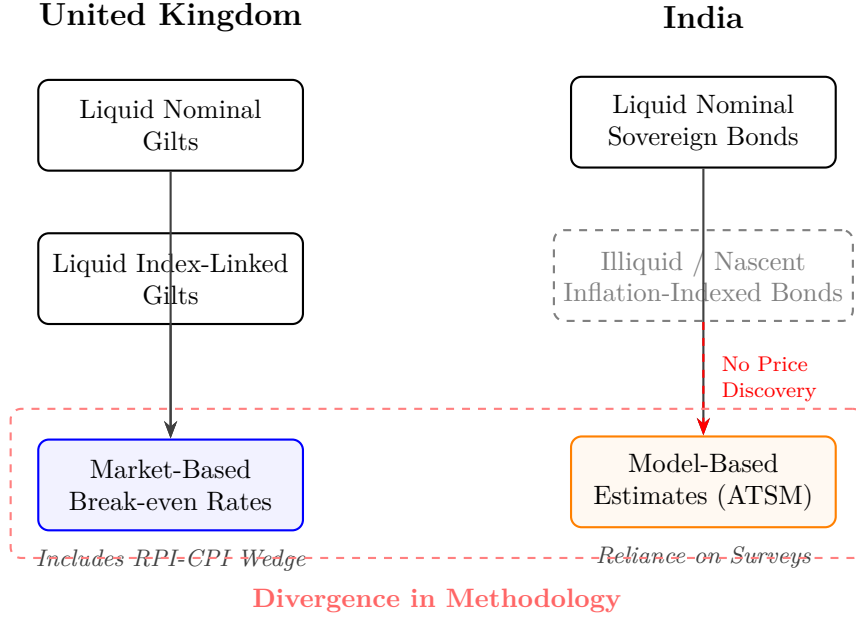 United Kingdom
India
Liquid Nominal
Gilts
Liquid Nominal
Sovereign Bonds
Liquid Index-Linked
Gilts
Illiquid / Nascent
Inflation-Indexed Bonds
No Price
Discovery
Market-Based
Break-even Rates
Model-Based
Estimates (ATSM)
Includes RPI-CPI Wedge
Reliance on Surveys
Divergence in Methodology